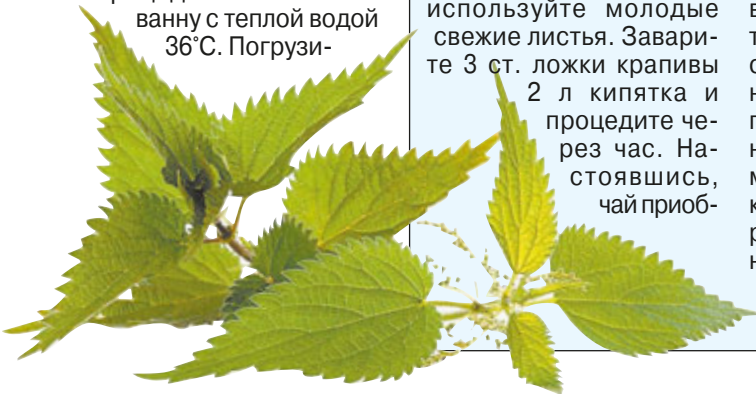 ванну с теплой водой
36°С. Погрузи-
используйте молодые
свежие листья. Завари-
те 3 ст. ложки крапивы
2 л кипятка и
процедите че-
рез час. На-
стоявшись,
чай приоб-